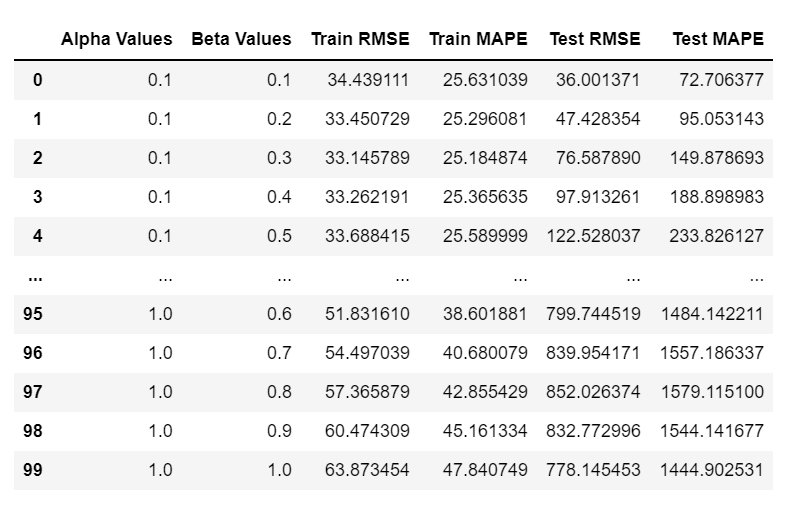 Alpha Values Beta Values Train RMSE Train MAPE Test RMSE Test MAPE
0 0.1 0.1 34.439111 25.631039 36.001371 72.706377
1 0.1 0.2 33.450729 25.296081 47.428354 95.053143
2 0.1 0.3 33.145789 25.184874 76.587890 149.878693
3 0.1 0.4 33.262191 25.365635 97.913261 188.898983
4 0.1 0.5 33.688415 25.589999 122.528037 233.826127
... ... ... ... ... ... ...
95 1.0 0.6 51.831610 38.601881 799.744519 1484.142211
96 1.0 0.7 54.497039 40.680079 839.954171 1557.186337
97 1.0 0.8 57.365879 42.855429 852.026374 1579.115100
98 1.0 0.9 60.474309 45.161334 832.772996 1544.141677
99 1.0 1.0 63.873454 47.840749 778.145453 1444.902531